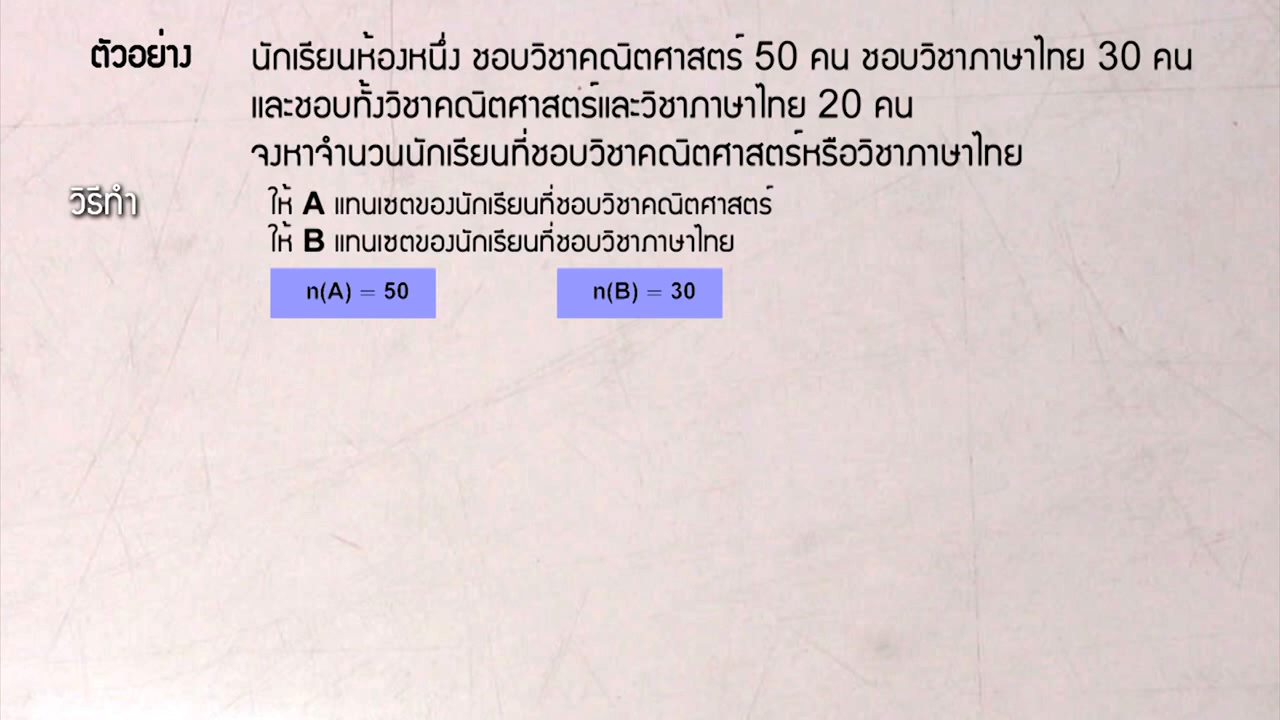 ตัวอย่าง นักเรียนห้องหนึ่ง ชอบวิชาคณิตศาสตร์ 50 คน ชอบวิชาภาษาไทย 30 คน
และชอบทั้งวิชาคณิตศาสตร์และวิชาภาษาไทย 20 คน
จงหาจำนวนนักเรียนที่ชอบวิชาคณิตศาสตร์หรือวิชาภาษาไทย
วิธีทำ ให้ A แทนเซตของนักเรียนที่ชอบวิชาคณิตศาสตร์
ให้ B แทนเซตของนักเรียนที่ชอบวิชาภาษาไทย
n(A) = 50 n(B) = 30